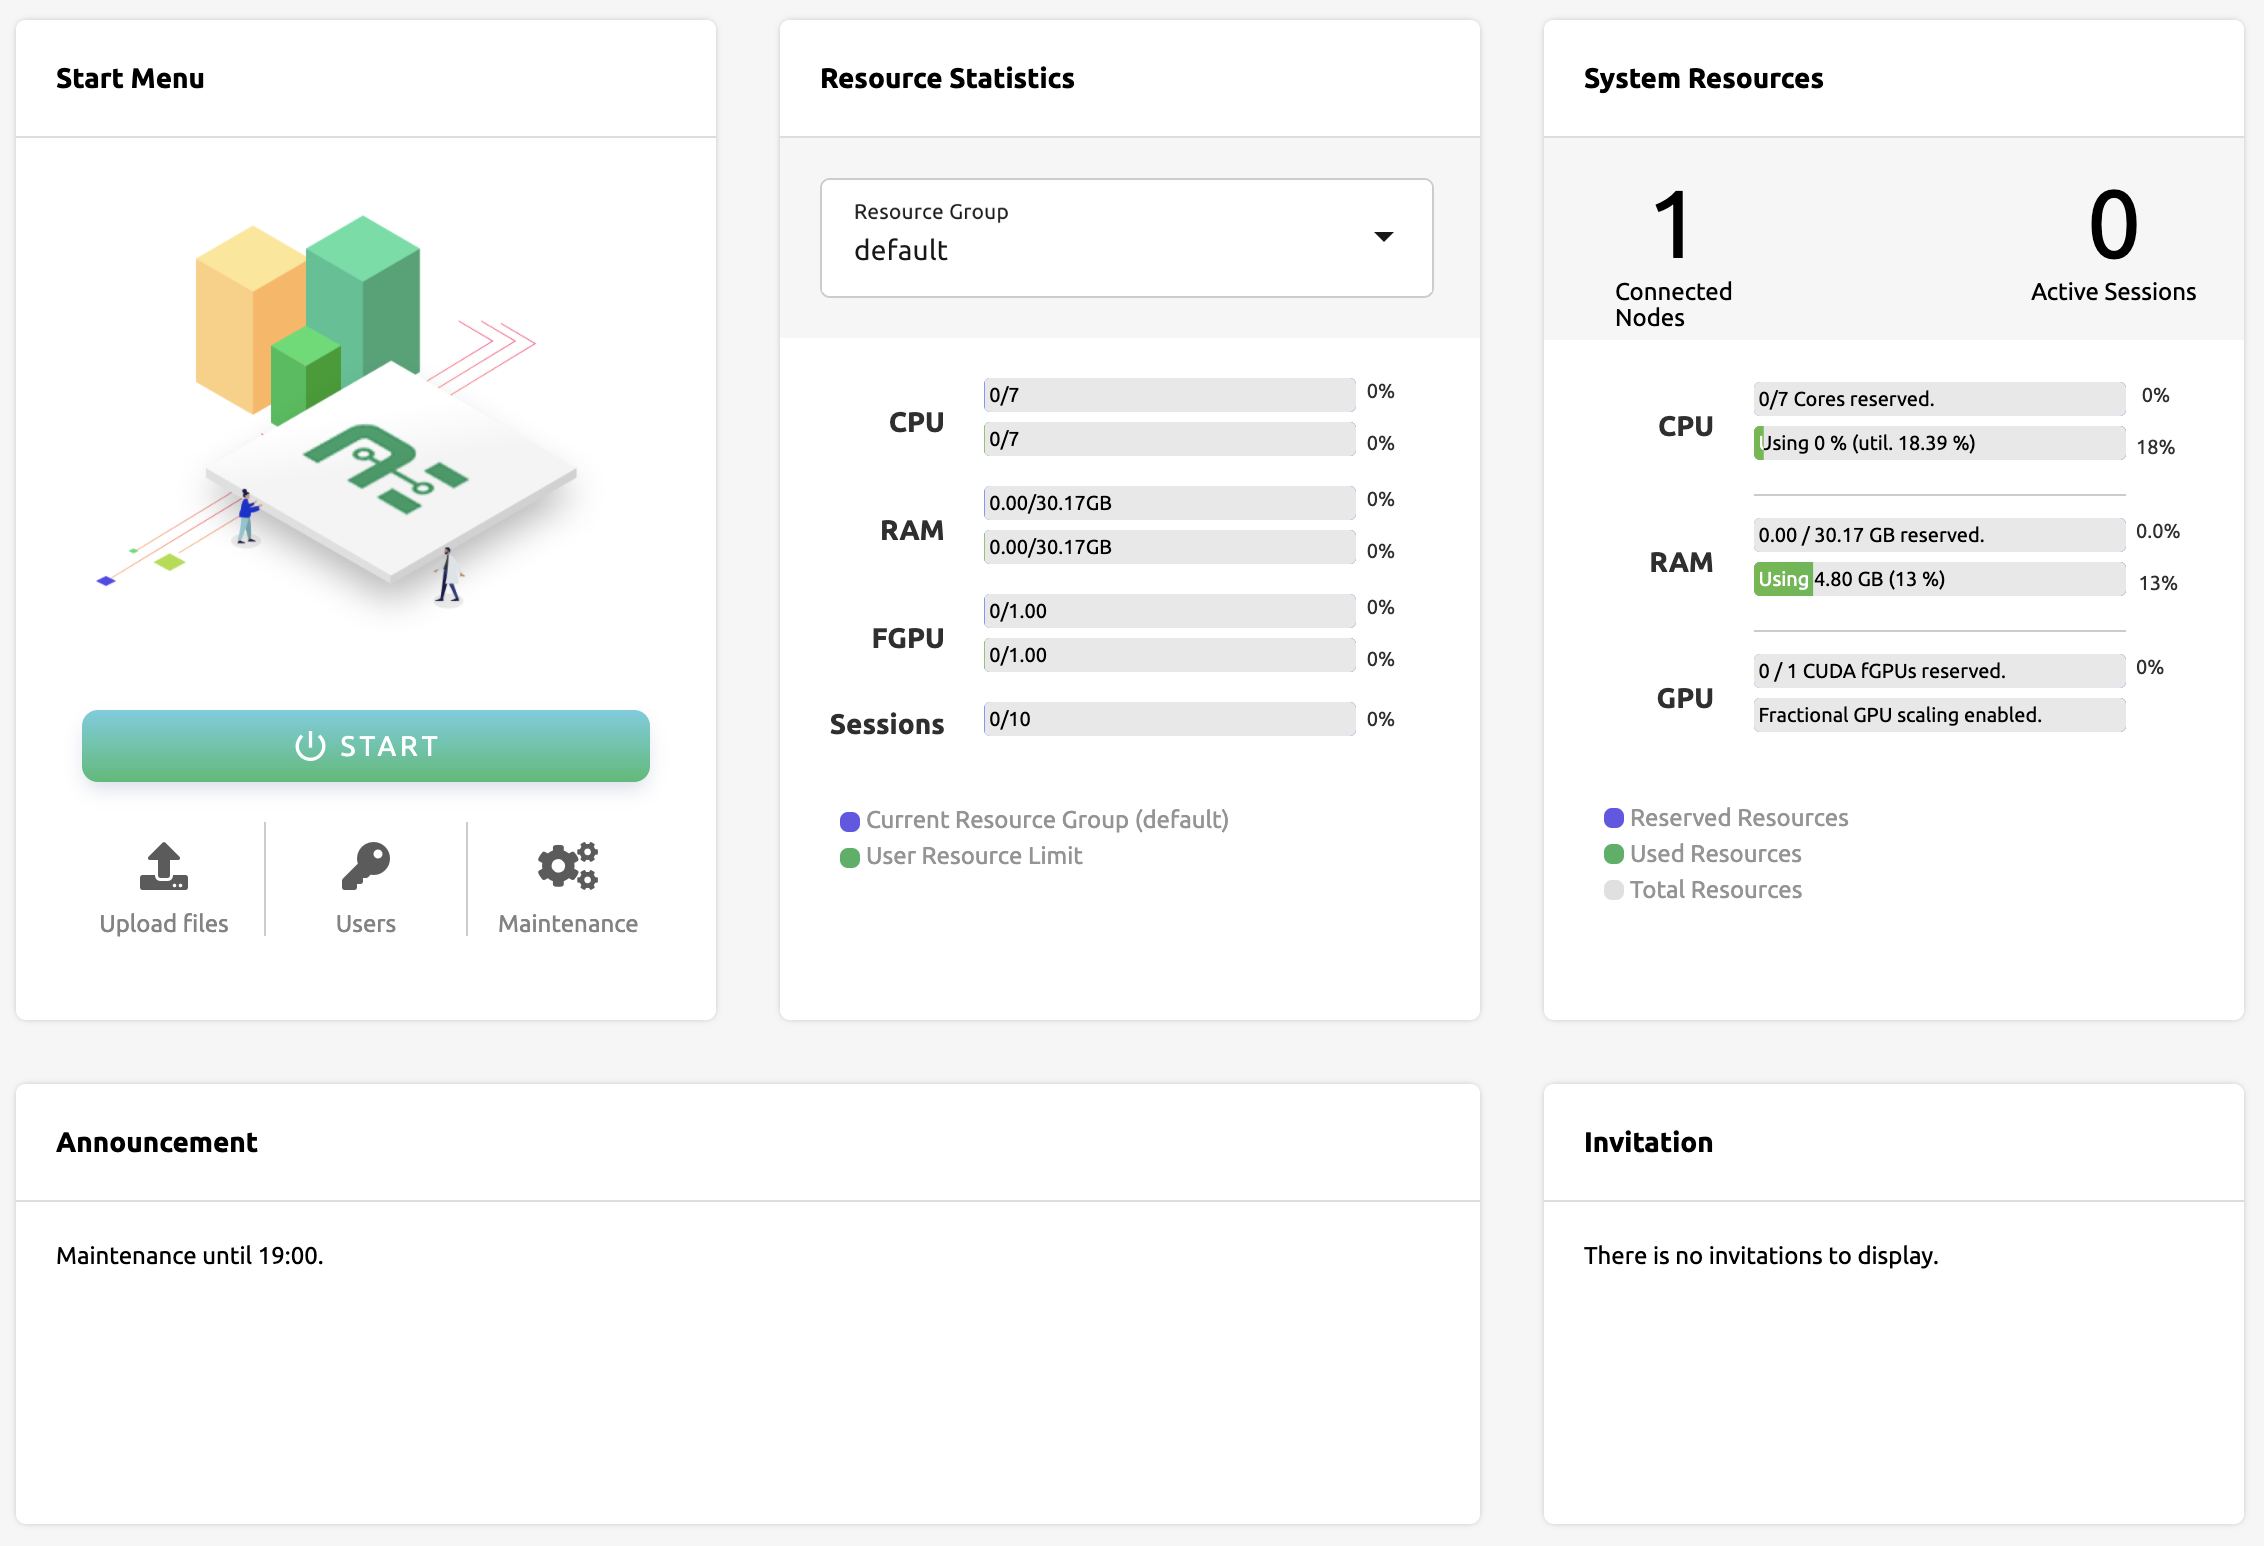 Start Menu
START
Upload files
Users
Maintenance
Resource Statistics
Resource Group
default
CPU
0/7
0%
0/7
0%
RAM
0.00/30.17GB
0%
0.00/30.17GB
0%
FGPU
0/1.00
0%
0/1.00
0%
Sessions
0/10
0%
Current Resource Group (default)
User Resource Limit
System Resources
1
Connected
Nodes
0
Active Sessions
CPU
0/7 Cores reserved.
0%
Using 0 % (util. 18.39 %)
18%
RAM
0.00 / 30.17 GB reserved.
0.0%
Using 4.80 GB (13 %)
13%
GPU
0 / 1 CUDA fGPUs reserved.
0%
Fractional GPU scaling enabled.
Reserved Resources
Used Resources
Total Resources
Announcement
Maintenance until 19:00.
Invitation
There is no invitations to display.